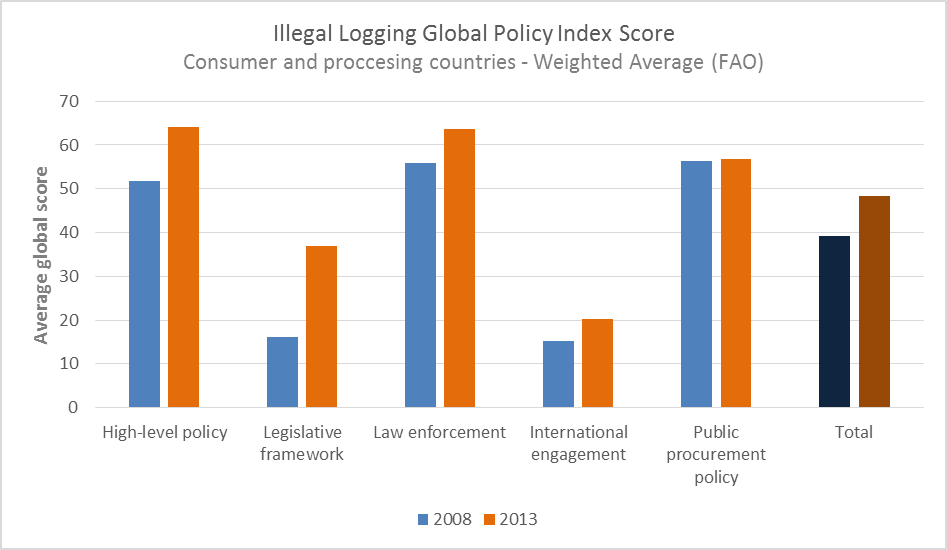 Illegal Logging Global Policy Index Score
Consumer and proccesing countries - Weighted Average (FAO)
Average global score
70
60
50
40
30
20
10
0
High-level policy
Legislative
framework
Law enforcement
International
engagement
Public
procurement
policy
Total
2008 2013